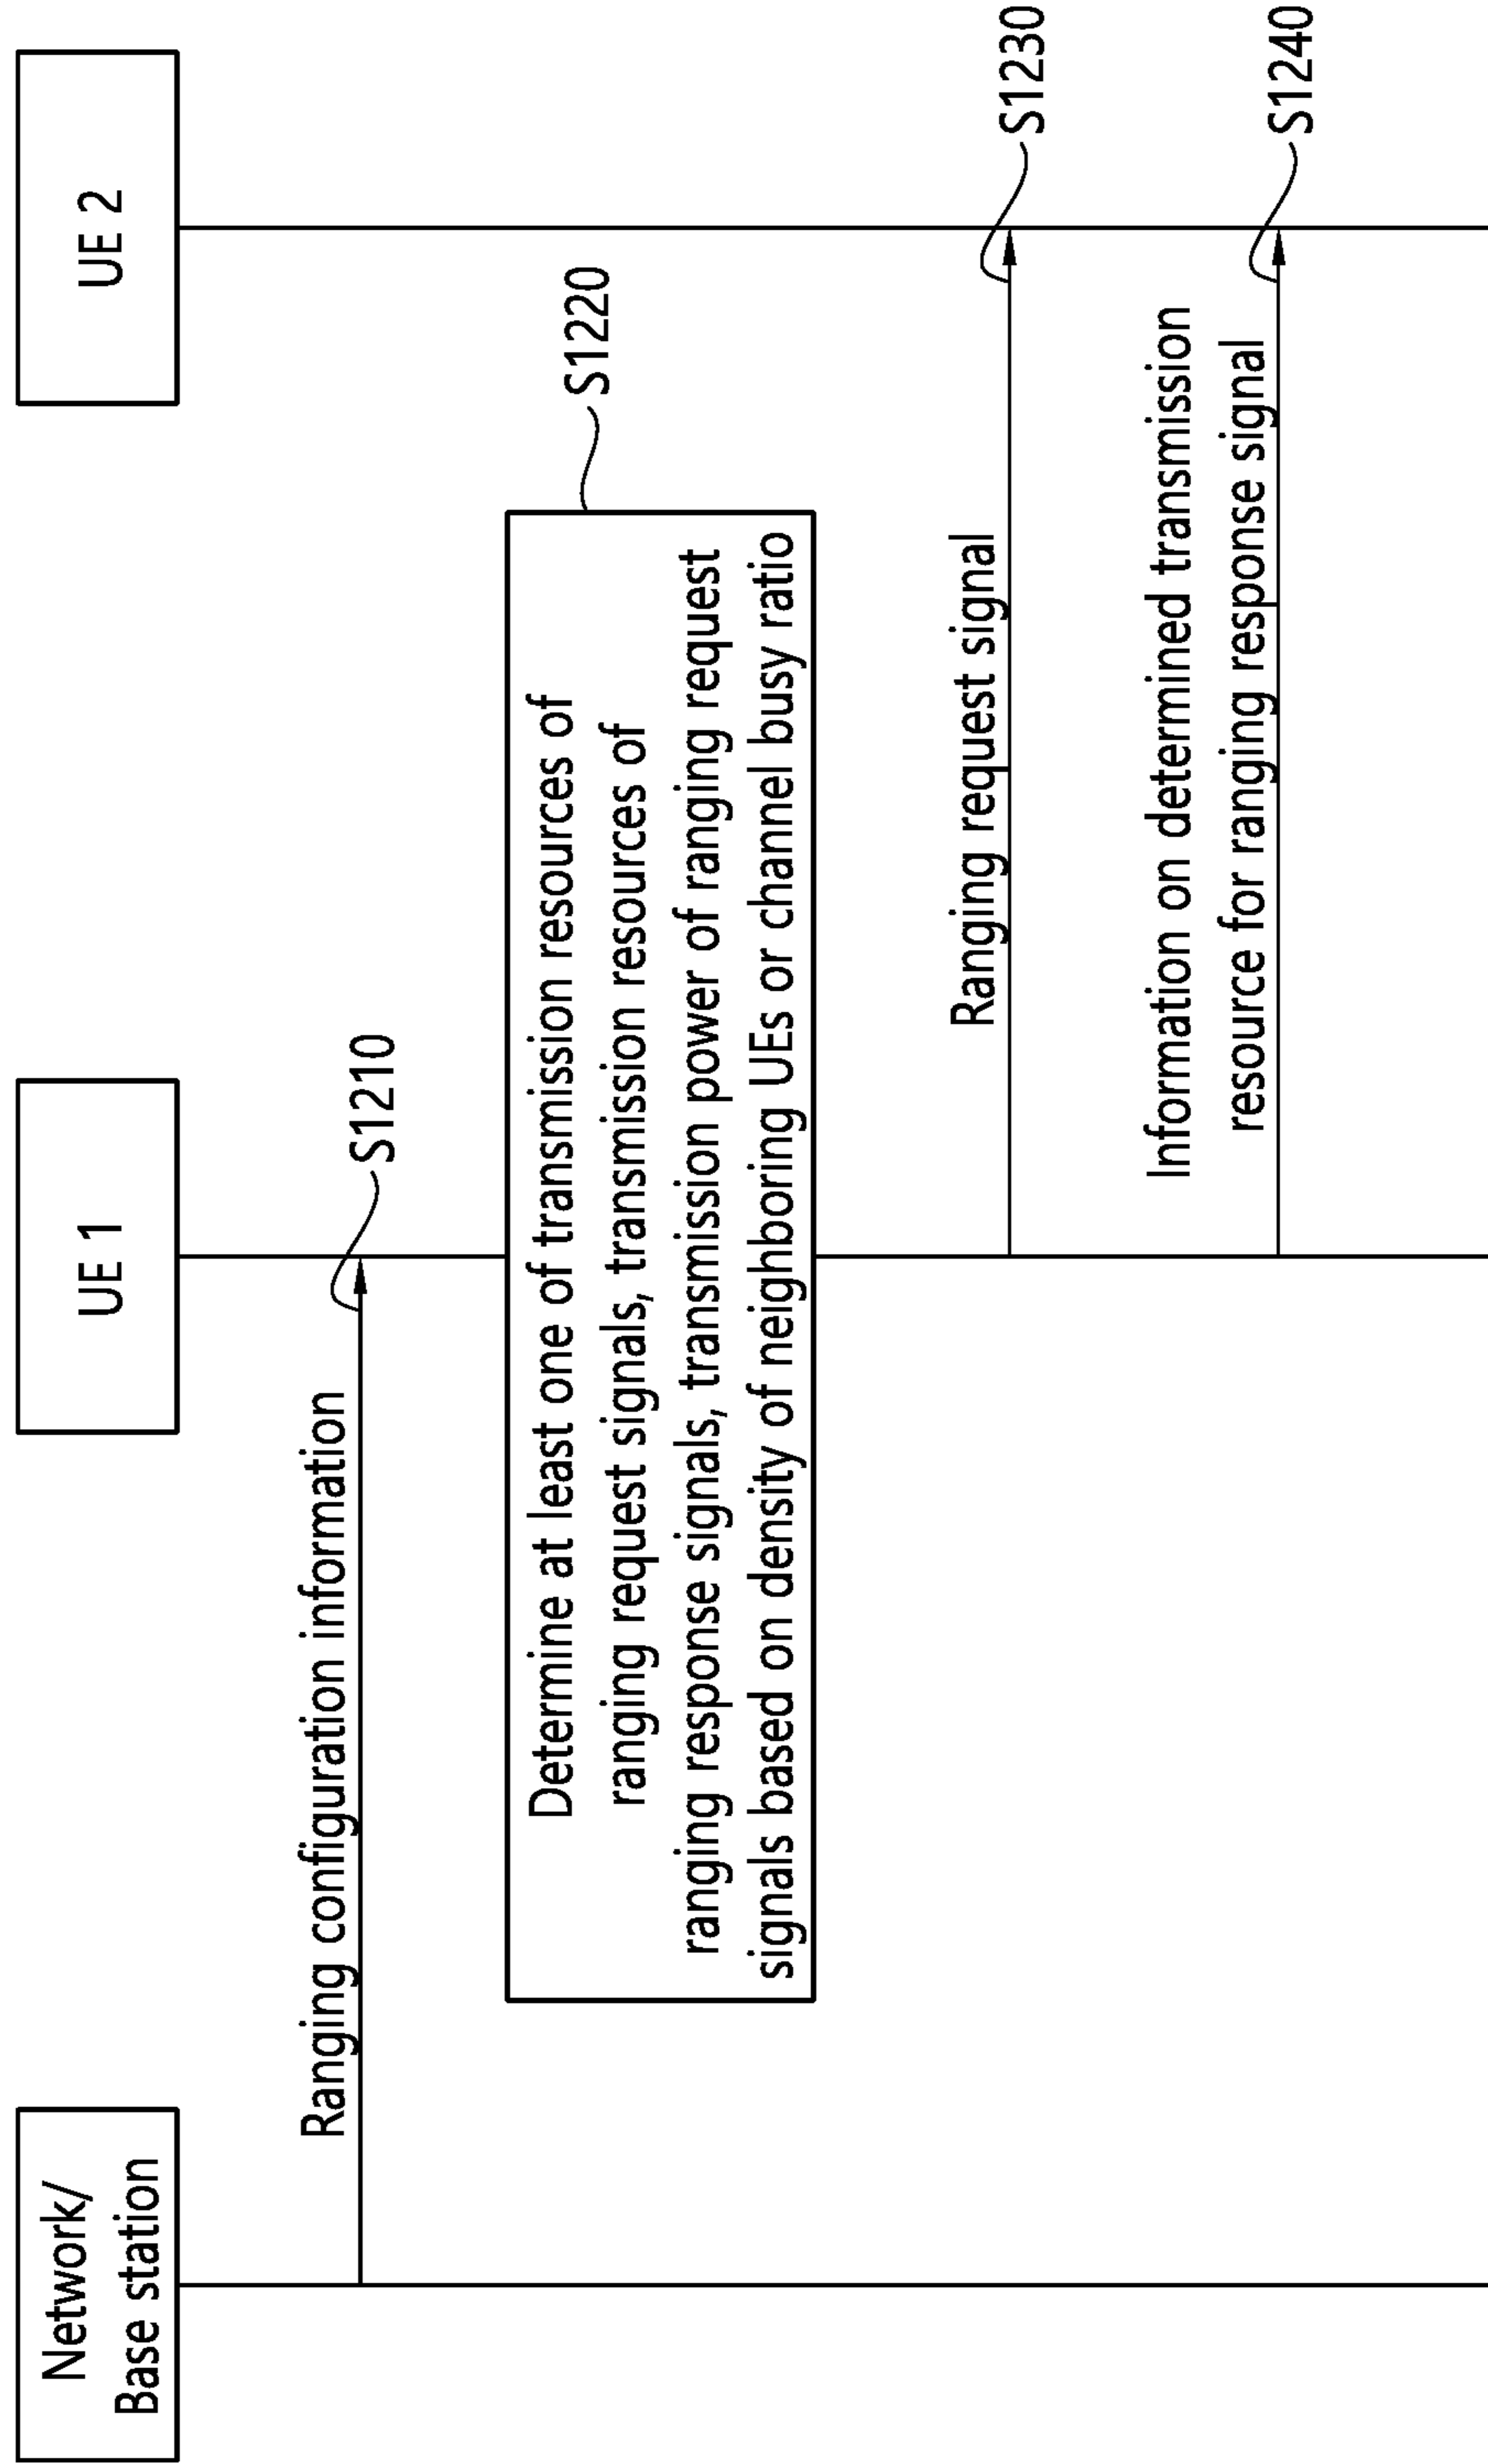 Network/
Base station
UE 1
UE 2
Ranging configuration information
S1210
Determine at least one of transmission resources of
ranging request signals, transmission resources of
ranging response signals, transmission power of ranging request
signals based on density of neighboring UEs or channel busy ratio
S1220
Ranging request signal
S1230
Information on determined transmission
resource for ranging response signal
S1240